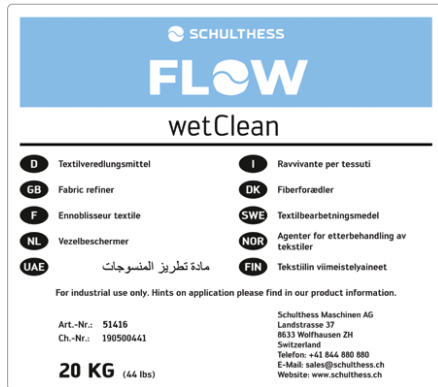 SCHULTHESS
FLOW
wetClean
D Textilveredlungsmittel
I Ravvivante per tessuti
GB Fabric refiner
DK Fiberforædler
F Ennoblisseur textile
SWE Textilbearbetningsmedel
NL Vezelbeschermer
NOR Agenter for etterbehandling av
tekstiler
UAE مادة تطريز المنسوجات
FIN Tekstiilin viimeistelyaineet
For industrial use only. Hints on application please find in our product information.
Art.-Nr.: 51416
Ch.-Nr.: 190500441
20 KG (44 lbs)
Schulthess Maschinen AG
Landstrasse 37
8633 Wolfhausen ZH
Switzerland
Telefon: +41 844 880 880
E-Mail: sales@schulthess.ch
Website: www.schulthess.ch